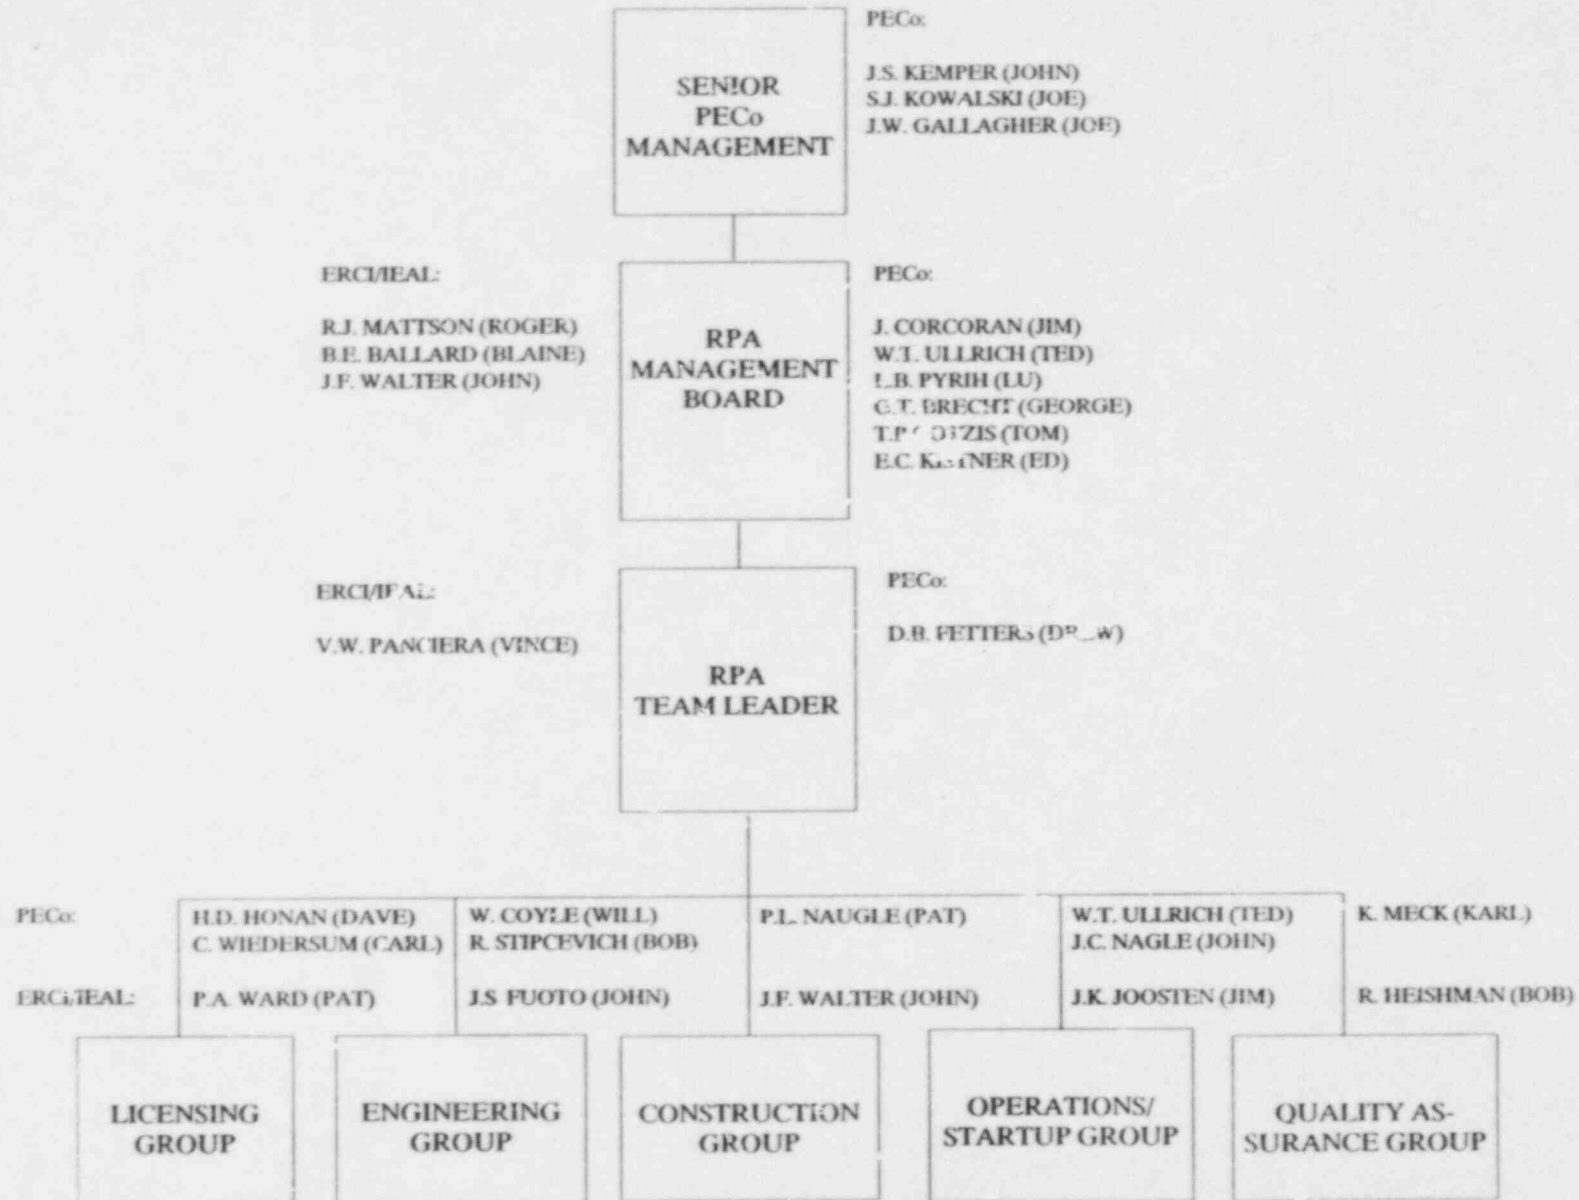 PECo:
J.S. KEMPER (JOHN)
S.J. KOWALSKI (JOE)
J.W. GALLAGHER (JOE)
SENIOR
PECo
MANAGEMENT
ERCI/IEAL:
R.J. MATTSON (ROGER)
B.E. BALLARD (BLAINE)
J.F. WALTER (JOHN)
RPA
MANAGEMENT
BOARD
PECo:
J. CORCORAN (JIM)
W.T. ULLRICH (TED)
L.B. PYRIH (LU)
G.T. BRECHT (GEORGE)
(TOM)
E.C. (ED)
ERCI/IEAL:
V.W. PANCIERA (VINCE)
RPA
TEAM LEADER
PECo:
D.B. FETTERS
PECo:
H.D. HONAN (DAVE)
C. WIEDERSUM (CARL)
W. COYLE (WILL)
R. STIPCEVICH (BOB)
P.L. NAUGLE (PAT)
W.T. ULLRICH (TED)
J.C. NAGLE (JOHN)
K. MECK (KARL)
ERCI/IEAL:
P.A. WARD (PAT)
J.S. FUOTO (JOHN)
J.F. WALTER (JOHN)
J.K. JOOSTEN (JIM)
R. HEISHMAN (BOB)
LICENSING
GROUP
ENGINEERING
GROUP
CONSTRUCTION
GROUP
OPERATIONS/
STARTUP GROUP
QUALITY AS-
SURANCE GROUP